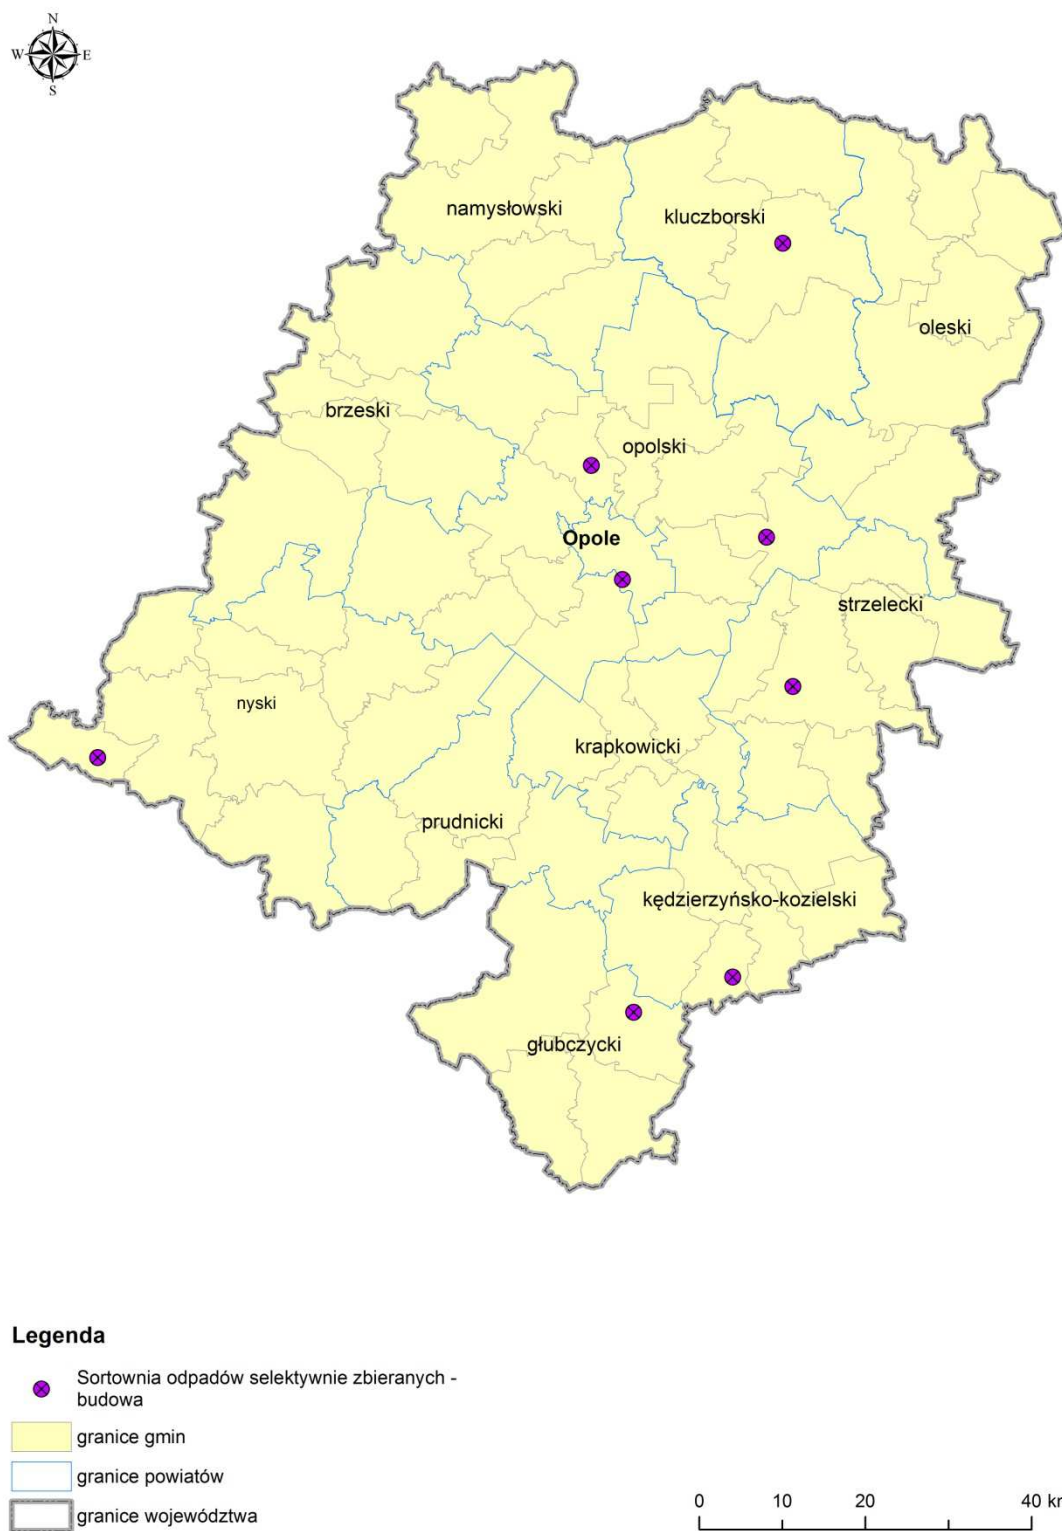 N
W E
S
namysłowski
kluczborski
oleski
brzeski
opolski
Opole
strzelecki
nyski
krapkowicki
prudnicki
kędzierzyńsko-kozielski
głubczycki
Legenda
Sortownia odpadów selektywnie zbieranych -
budowa
granice gmin
granice powiatów
granice województwa
0 10 20 40 km